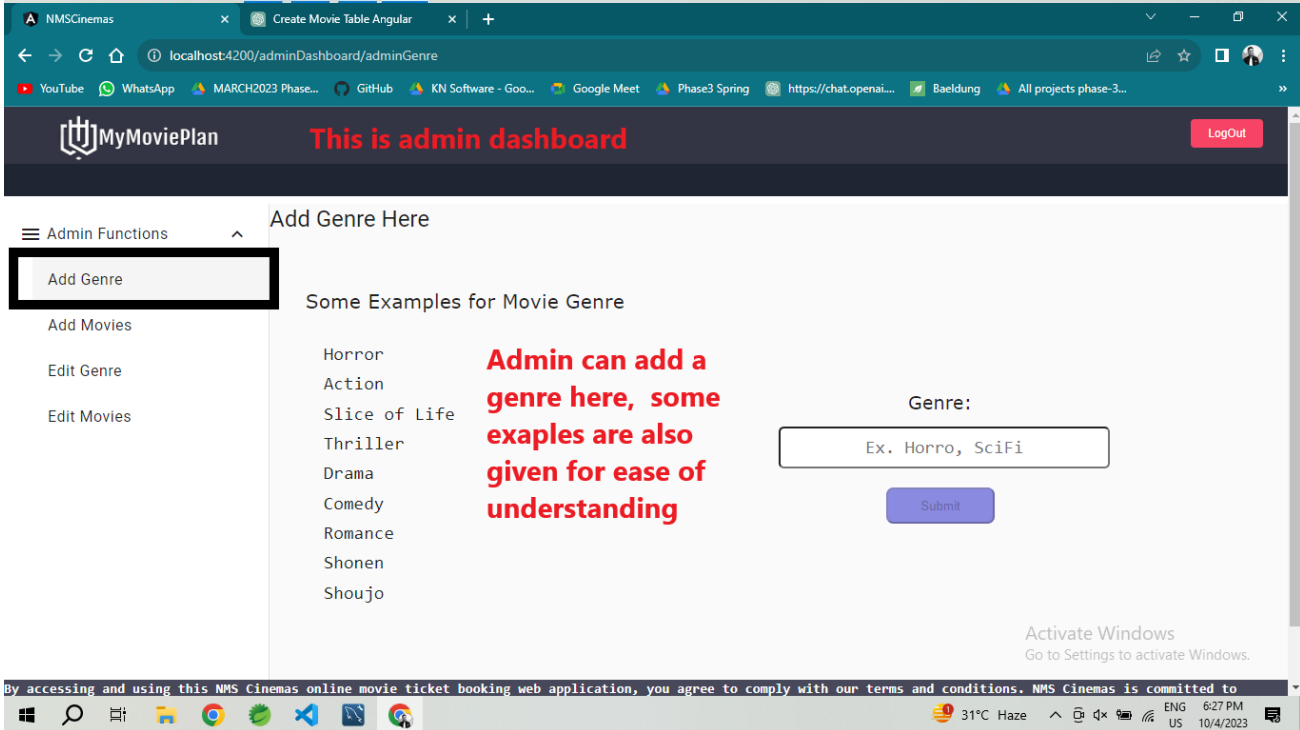 NMSCinemas
Create Movie Table Angular
localhost:4200/adminDashboard/adminGenre
YouTube WhatsApp MARCH2023 Phase... GitHub KN Software - Goo... Google Meet Phase3 Spring https://chat.openai.... Baeldung All projects phase-3... »
MyMoviePlan
This is admin dashboard
LogOut
Admin Functions
Add Genre
Add Movies
Edit Genre
Edit Movies
Add Genre Here
Some Examples for Movie Genre
Horror
Action
Slice of Life
Thriller
Drama
Comedy
Romance
Shonen
Shoujo
Admin can add a
genre here, some
exaples are also
given for ease of
understanding
Genre:
Ex. Horro, SciFi
Submit
Activate Windows
Go to Settings to activate Windows.
By accessing and using this NMS Cinemas online movie ticket booking web application, you agree to comply with our terms and conditions. NMS Cinemas is committed to
1
31°C Haze
ENG
US
6:27 PM
10/4/2023